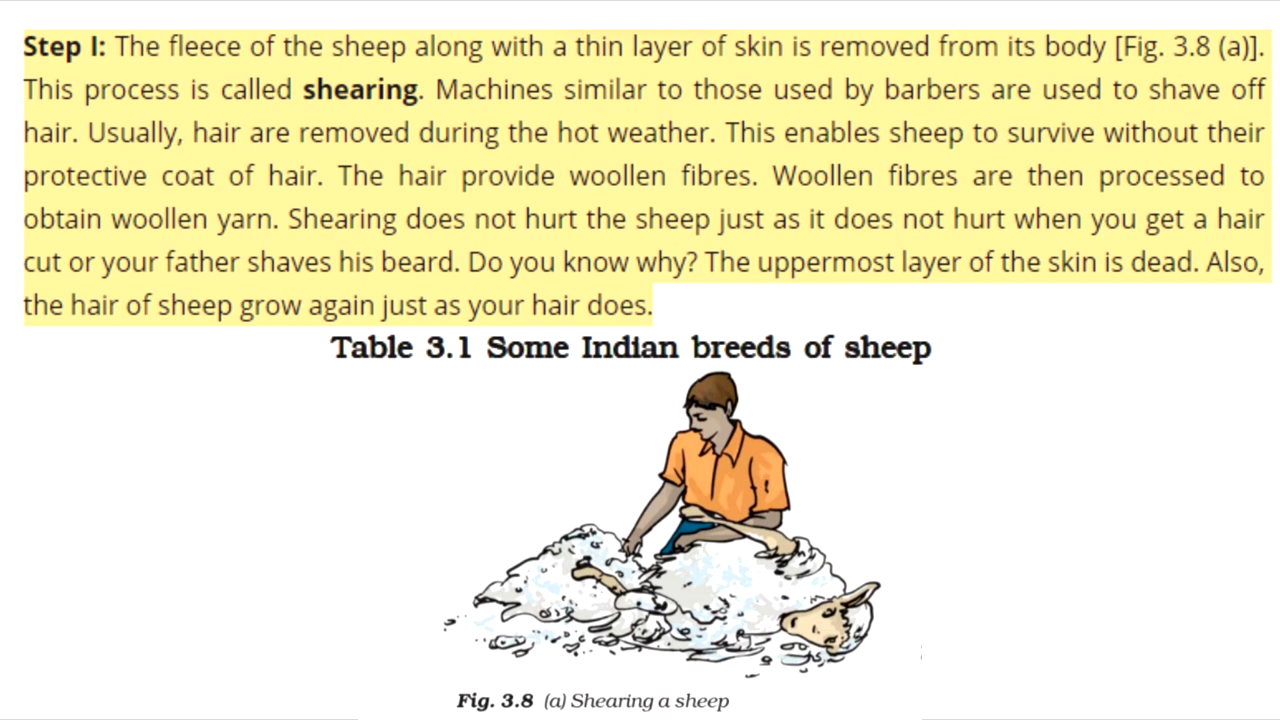 Step I: The fleece of the sheep along with a thin layer of skin is removed from its body [Fig. 3.8 (a)].
This process is called shearing. Machines similar to those used by barbers are used to shave off
hair. Usually, hair are removed during the hot weather. This enables sheep to survive without their
protective coat of hair. The hair provide woollen fibres. Woollen fibres are then processed to
obtain woollen yarn. Shearing does not hurt the sheep just as it does not hurt when you get a hair
cut or your father shaves his beard. Do you know why? The uppermost layer of the skin is dead. Also,
the hair of sheep grow again just as your hair does.
Table 3.1 Some Indian breeds of sheep
Fig. 3.8 (a) Shearing a sheep